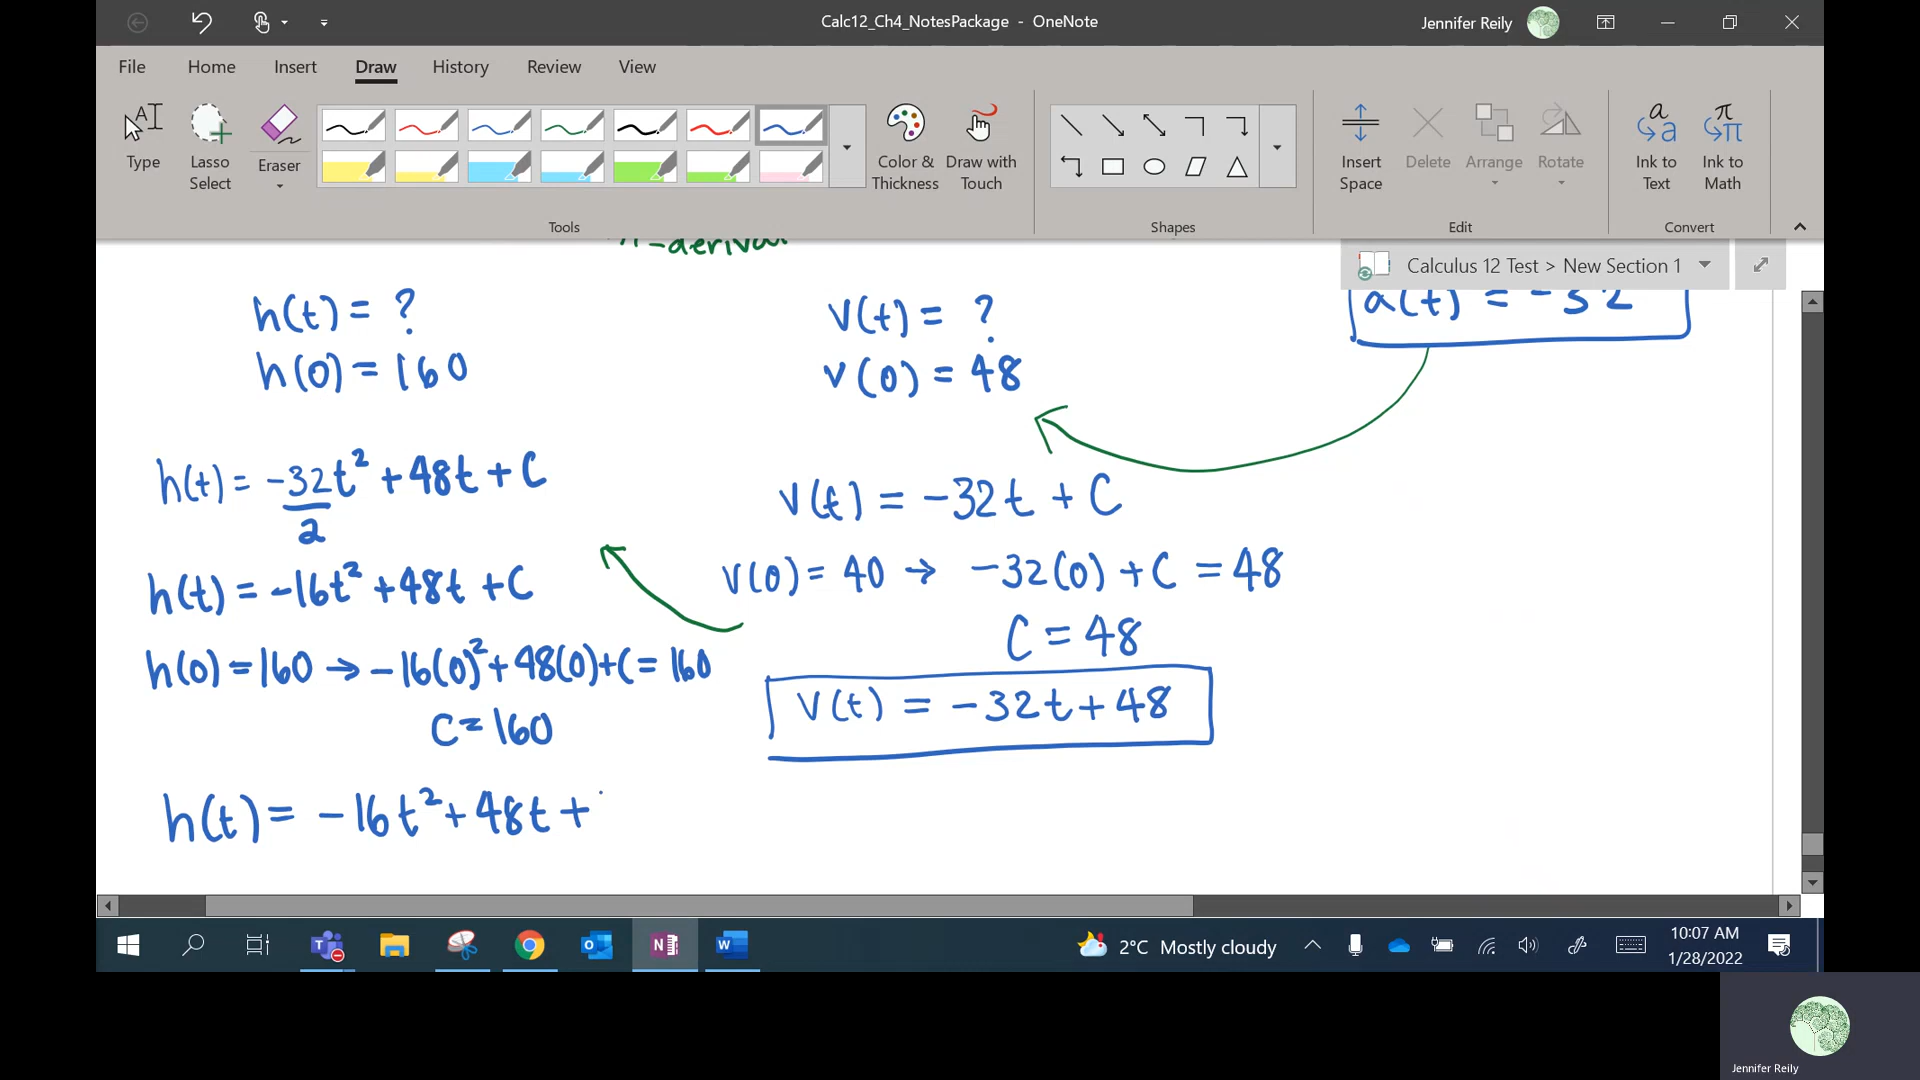 Calc12_Ch4_NotesPackage - OneNote
Jennifer Reily
File Home Insert Draw History Review View
Type
Lasso Select
Eraser
Color & Thickness
Draw with Touch
Insert Space
Delete
Arrange
Rotate
Ink to Text
Ink to Math
Tools
Shapes
Edit
Convert
Calculus 12 Test > New Section 1
-derivat
a(t) = -32
h(t) = ?
h(0) = 160
v(t) = ?
v(0) = 48
h(t) = -32/2 t² + 48t + C
h(t) = -16t² + 48t + C
h(0) = 160 → -16(0)² + 48(0) + C = 160
C = 160
h(t) = -16t² + 48t +
v(t) = -32t + C
v(0) = 40 → -32(0) + C = 48
C = 48
v(t) = -32t + 48
2°C Mostly cloudy
10:07 AM
1/28/2022
Jennifer Reily